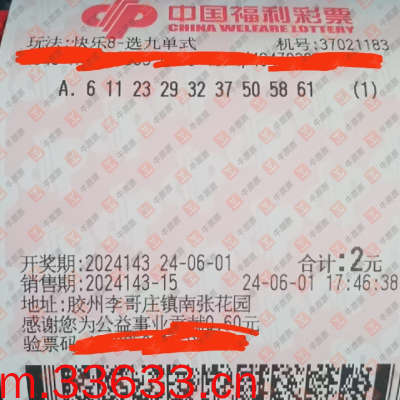 中国福利彩票
CHINA WELFARE LOTTERY
玩法:快乐8-选九单式 机号:37021183
A. 6 11 23 29 32 37 50 58 61 (1)
开奖期:2024143 24-06-01 合计:2元
销售期:2024143-15 24-06-01 17:46:38
地址:胶州李哥庄镇南张花园
感谢您为公益事业贡献0.60元
验票码
m.33633.cn